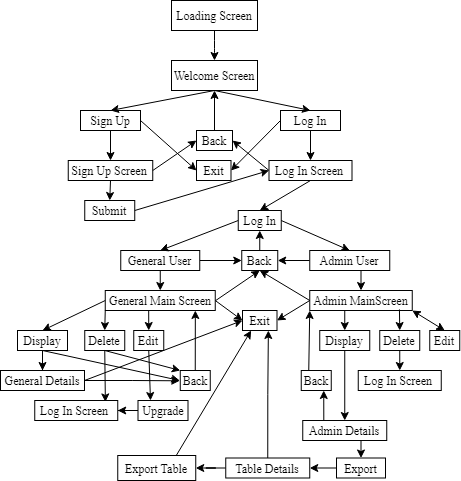 Loading Screen
Welcome Screen
Sign Up
Log In
Back
Sign Up Screen
Exit
Log In Screen
Submit
Log In
General User
Back
Admin User
General Main Screen
Admin MainScreen
Exit
Display
Delete
Edit
Display
Delete
Edit
General Details
Back
Back
Log In Screen
Log In Screen
Upgrade
Admin Details
Export Table
Table Details
Export